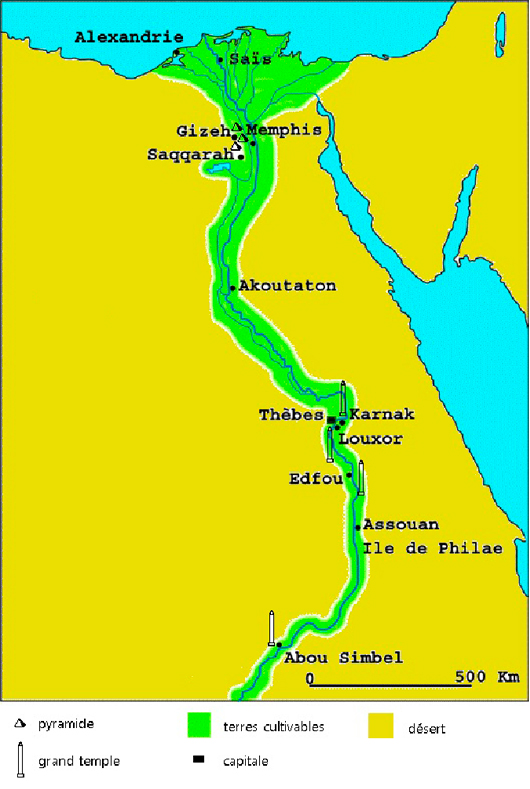 Alexandrie
Saïs
Gizeh Memphis
Saqqarah
Akoutaton
Thèbes Karnak
Louxor
Edfou
Assouan
Ile de Philae
Abou Simbel
0 500 Km
pyramide terres cultivables désert
grand temple capitale